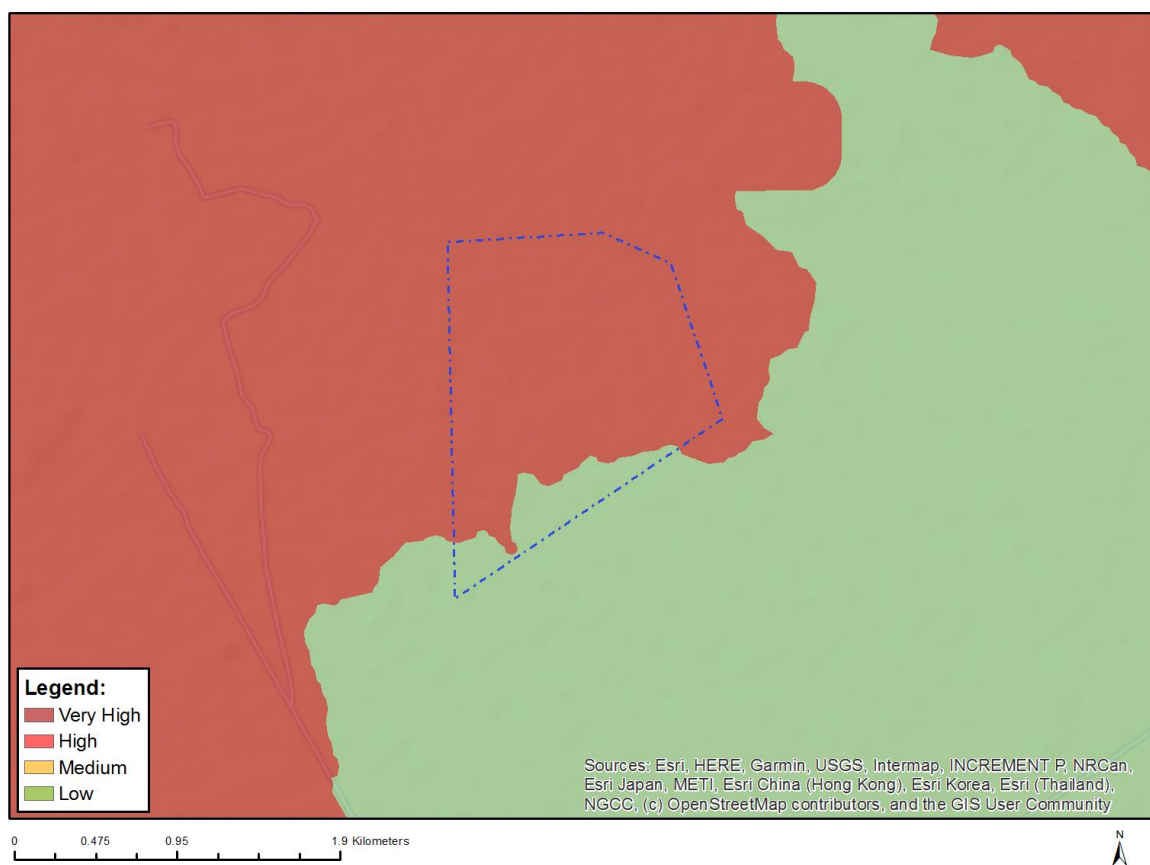 Legend:
Very High
High
Medium
Low
Sources: Esri, HERE, Garmin, USGS, Intermap, INCREMENT P, NRCan,
Esri Japan, METI, Esri China (Hong Kong), Esri Korea, Esri (Thailand),
NGCC, (c) OpenStreetMap contributors, and the GIS User Community
0 0.475 0.95 1.9 Kilometers
N